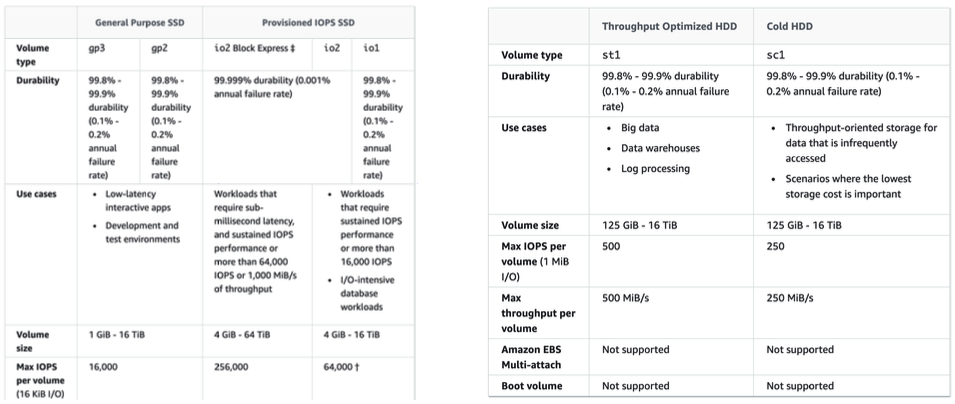 General Purpose SSD Provisioned IOPS SSD
Volume type gp3 gp2 io2 Block Express ‡ io2 io1
Durability
99.8% - 99.9% durability (0.1% - 0.2% annual failure rate)
99.8% - 99.9% durability (0.1% - 0.2% annual failure rate)
99.999% durability (0.001% annual failure rate)
99.8% - 99.9% durability (0.1% - 0.2% annual failure rate)
Use cases
• Low-latency interactive apps
• Development and test environments
Workloads that require sub-millisecond latency, and sustained IOPS performance or more than 64,000 IOPS or 1,000 MiB/s of throughput
• Workloads that require sustained IOPS performance or more than 16,000 IOPS
• I/O-intensive database workloads
Volume size 1 GiB - 16 TiB 4 GiB - 64 TiB 4 GiB - 16 TiB
Max IOPS per volume (16 KiB I/O) 16,000 256,000 64,000 †
Throughput Optimized HDD Cold HDD
Volume type st1 sc1
Durability
99.8% - 99.9% durability (0.1% - 0.2% annual failure rate)
99.8% - 99.9% durability (0.1% - 0.2% annual failure rate)
Use cases
• Big data
• Data warehouses
• Log processing
• Throughput-oriented storage for data that is infrequently accessed
• Scenarios where the lowest storage cost is important
Volume size 125 GiB - 16 TiB 125 GiB - 16 TiB
Max IOPS per volume (1 MiB I/O) 500 250
Max throughput per volume 500 MiB/s 250 MiB/s
Amazon EBS Multi-attach Not supported Not supported
Boot volume Not supported Not supported